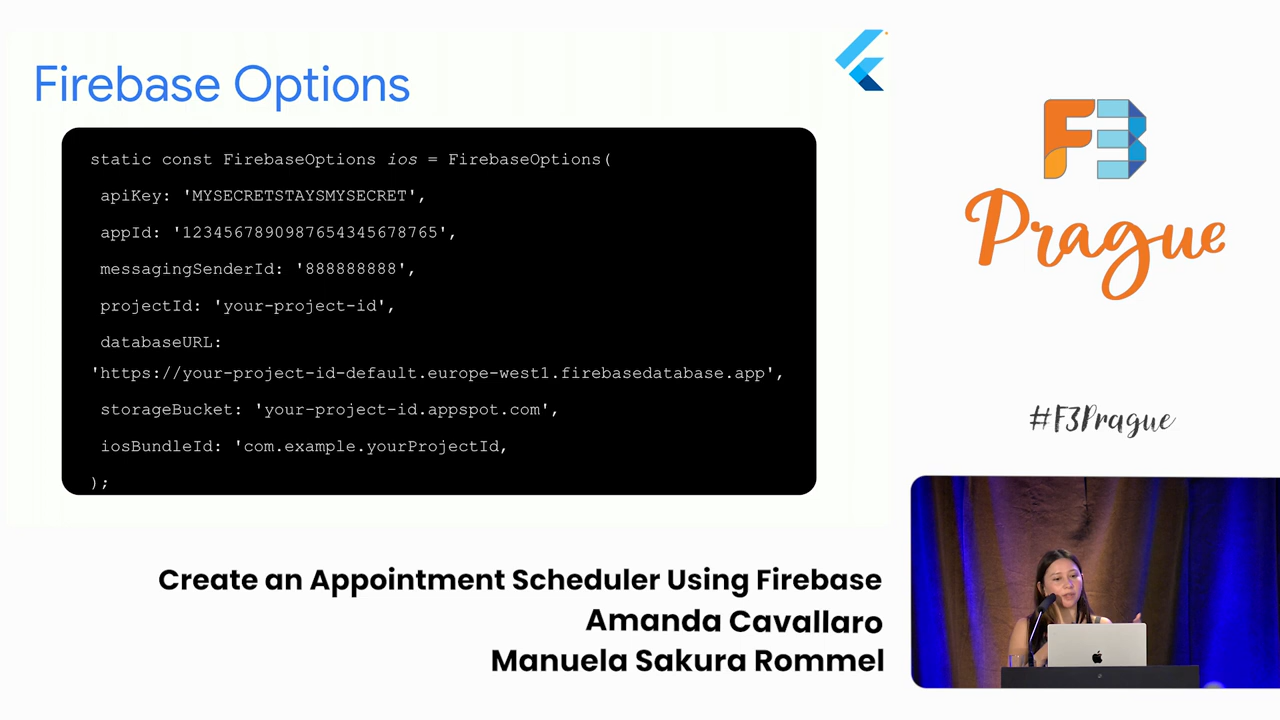 Firebase Options
static const FirebaseOptions ios = FirebaseOptions(
apiKey: 'MYSECRETSTAYSMYSECRET',
appId: '1234567890987654345678765',
messagingSenderId: '888888888',
projectId: 'your-project-id',
databaseURL:
'https://your-project-id-default.europe-west1.firebasedatabase.app',
storageBucket: 'your-project-id.appspot.com',
iosBundleId: 'com.example.yourProjectId,
);
F3
Prague
#F3Prague
Create an Appointment Scheduler Using Firebase
Amanda Cavallaro
Manuela Sakura Rommel